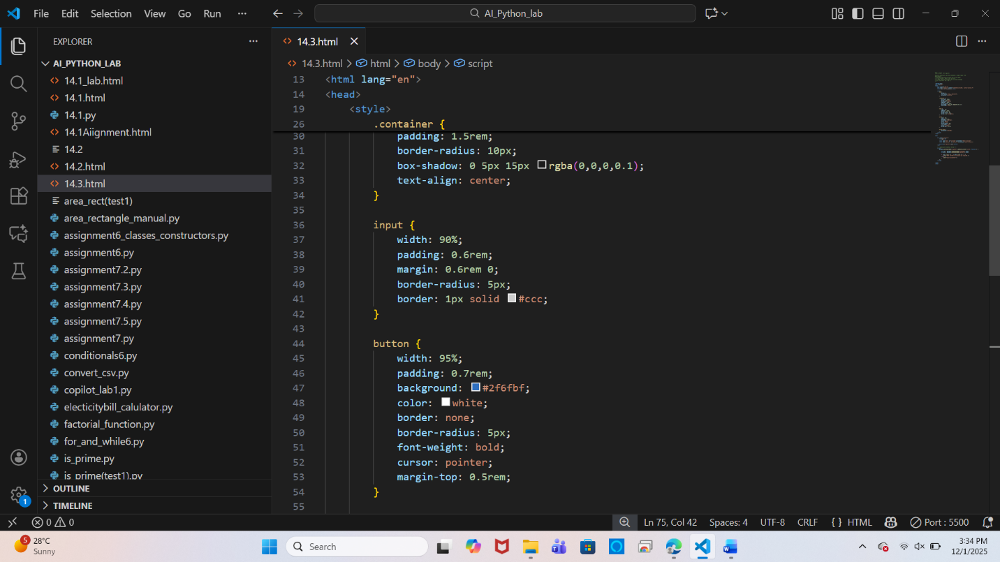 File Edit Selection View Go Run ··· AI_Python_lab
EXPLORER ···
AI_PYTHON_LAB
14.1_lab.html
14.1.html
14.1.py
14.1Aiignment.html
14.2
14.2.html
14.3.html
area_rect(test1)
area_rectangle_manual.py
assignment6_classes_constructors.py
assignment6.py
assignment7.2.py
assignment7.3.py
assignment7.4.py
assignment7.5.py
assignment7.py
conditionals6.py
convert_csv.py
copilot_lab1.py
electicitybill_calulator.py
factorial_function.py
for_and_while6.py
is_prime.py
is_prime(test1).py
OUTLINE
TIMELINE
1
14.3.html
14.3.html > html > body > script
13 <html lang="en">
14 <head>
19 <style>
26 .container {
30 padding: 1.5rem;
31 border-radius: 10px;
32 box-shadow: 0 5px 15px rgba(0,0,0,0.1);
33 text-align: center;
34 }
35
36 input {
37 width: 90%;
38 padding: 0.6rem;
39 margin: 0.6rem 0;
40 border-radius: 5px;
41 border: 1px solid #ccc;
42 }
43
44 button {
45 width: 95%;
46 padding: 0.7rem;
47 background: #2f6fbf;
48 color: white;
49 border: none;
50 border-radius: 5px;
51 font-weight: bold;
52 cursor: pointer;
53 margin-top: 0.5rem;
54 }
55
0 0 Ln 75, Col 42 Spaces: 4 UTF-8 CRLF { } HTML Port : 5500
5 28°C
Sunny
Search
3:34 PM
12/1/2025